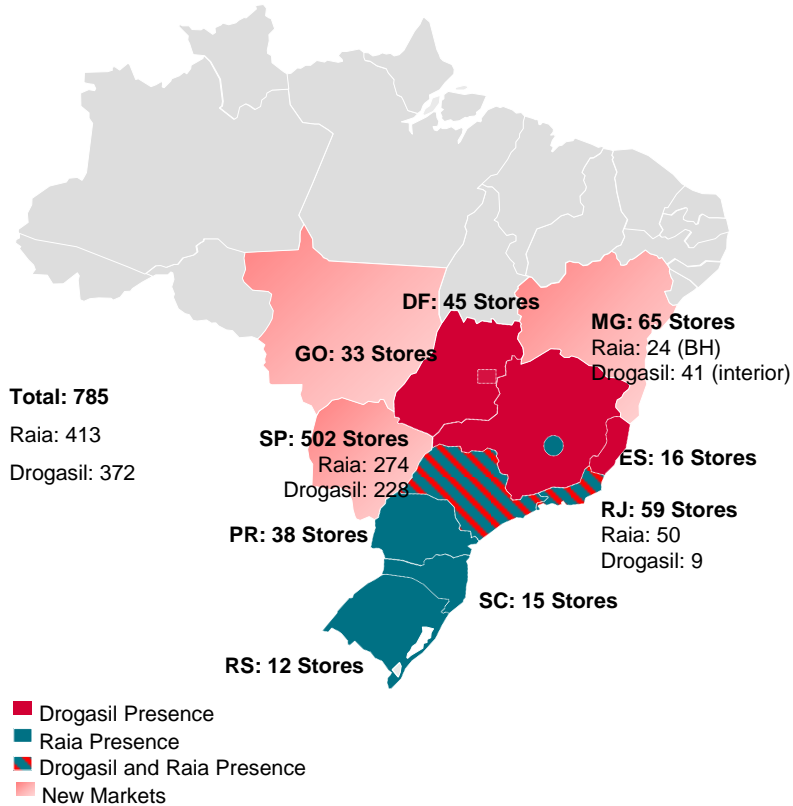 DF: 45 Stores
MG: 65 Stores
Raia: 24 (BH)
Drogasil: 41 (interior)
GO: 33 Stores
Total: 785
Raia: 413
Drogasil: 372
SP: 502 Stores
Raia: 274
Drogasil: 228
ES: 16 Stores
RJ: 59 Stores
Raia: 50
Drogasil: 9
PR: 38 Stores
SC: 15 Stores
RS: 12 Stores
Drogasil Presence
Raia Presence
Drogasil and Raia Presence
New Markets